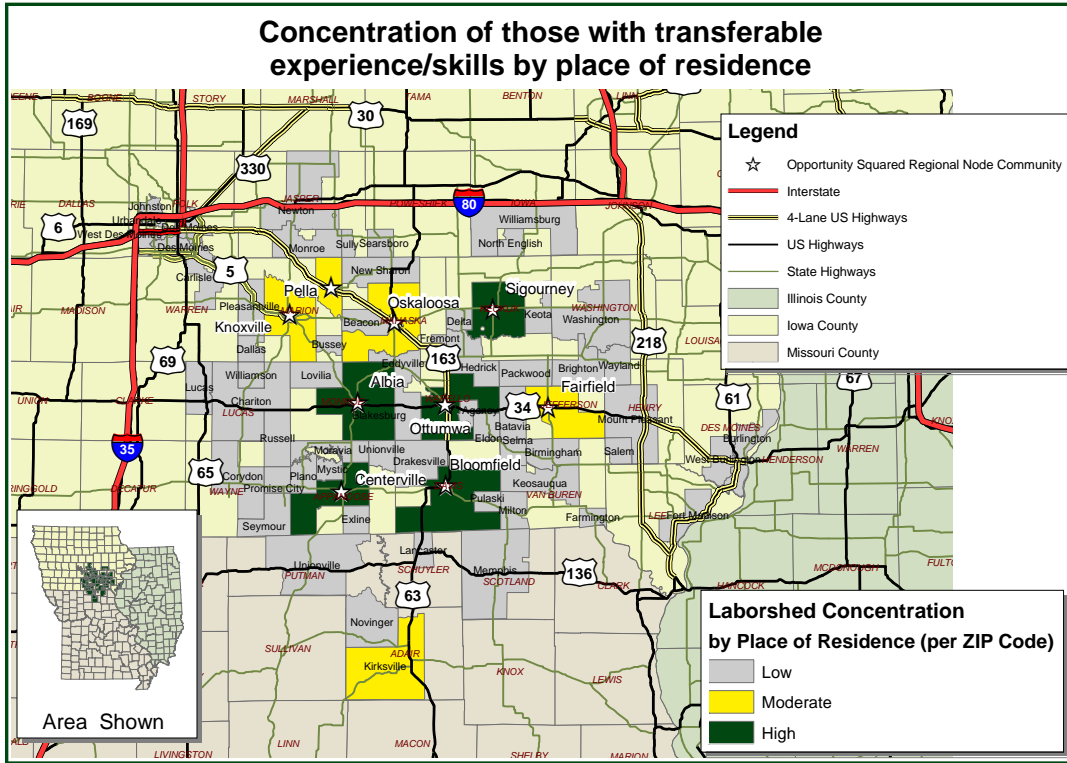 Concentration of those with transferable
experience/skills by place of residence
BOONE
STORY
MARSHALL
TAMA
BENTON
LINN
169
30
330
Legend
Opportunity Squared Regional Node Community
Interstate
4-Lane US Highways
US Highways
State Highways
Illinois County
Iowa County
Missouri County
DALLAS
POLK
JASPER
POWESHIEK
80
IOWA
JOHNSON
Johnston
Urbandale
Des Moines
West Des Moines
Des Moines
6
Newton
Williamsburg
Monroe
Sully
Searsboro
North English
Carlisle
5
New Sharon
Pella
Oskaloosa
Sigourney
MADISON
WARREN
Pleasantville
MARION
Knoxville
Beacon
MAHASKA
Delta
Keota
WASHINGTON
Washington
Dallas
Bussey
Fremont
163
218
69
Eddyville
Hedrick
Packwood
Brighton
Wayland
67
Williamson
Lovilia
Albia
Fairfield
61
Lucas
Chariton
LUCAS
UNION
CLARKE
Blakesburg
Agency
34
JEFFERSON
HENRY
Mount Pleasant
Ottumwa
Batavia
DES MOINES
Burlington
WARREN
35
Russell
Eldon
Selma
Birmingham
Salem
West Burlington
HENDERSON
Moravia
Unionville
Drakesville
Bloomfield
65
Corydon
Plano
Mystic
Centerville
Keosauqua
DECATUR
WAYNE
Promise City
Pulaski
VAN BUREN
Milton
Farmington
Fort Madison
Seymour
Exline
Lancaster
Unionville
PUTMAN
SCHUYLER
Memphis
SCOTLAND
136
CLARK
HANCOCK
MCDONOUGH
63
Novinger
SULLIVAN
ADAIR
Kirksville
KNOX
LEWIS
LINN
MACON
SHELBY
MARION
LIVINGSTON
Area Shown
Laborshed Concentration
by Place of Residence (per ZIP Code)
Low
Moderate
High